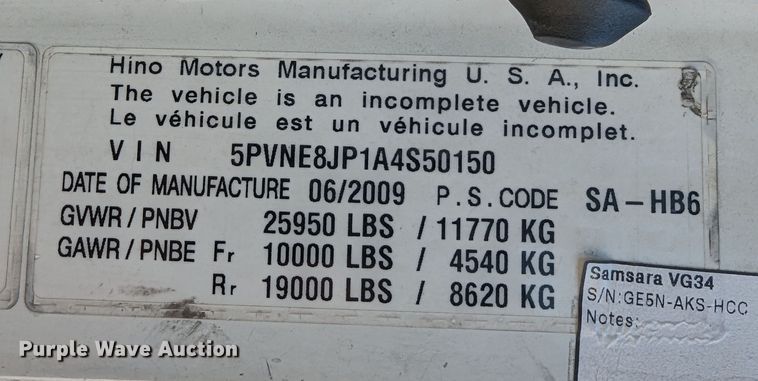 Hino Motors Manufacturing U. S. A., Inc.
The vehicle is an incomplete vehicle.
Le véhicule est un véhicule incomplet.
VIN 5PVNE8JP1A4S50150
DATE OF MANUFACTURE 06/2009 P.S.CODE SA-HB6
GVWR/PNBV 25950 LBS / 11770 KG
GAWR/PNBE Fr 10000 LBS / 4540 KG
Rr 19000 LBS / 8620 KG
Samsara VG34
S/N:GE5N-AKS-HCC
Notes:
Purple Wave Auction